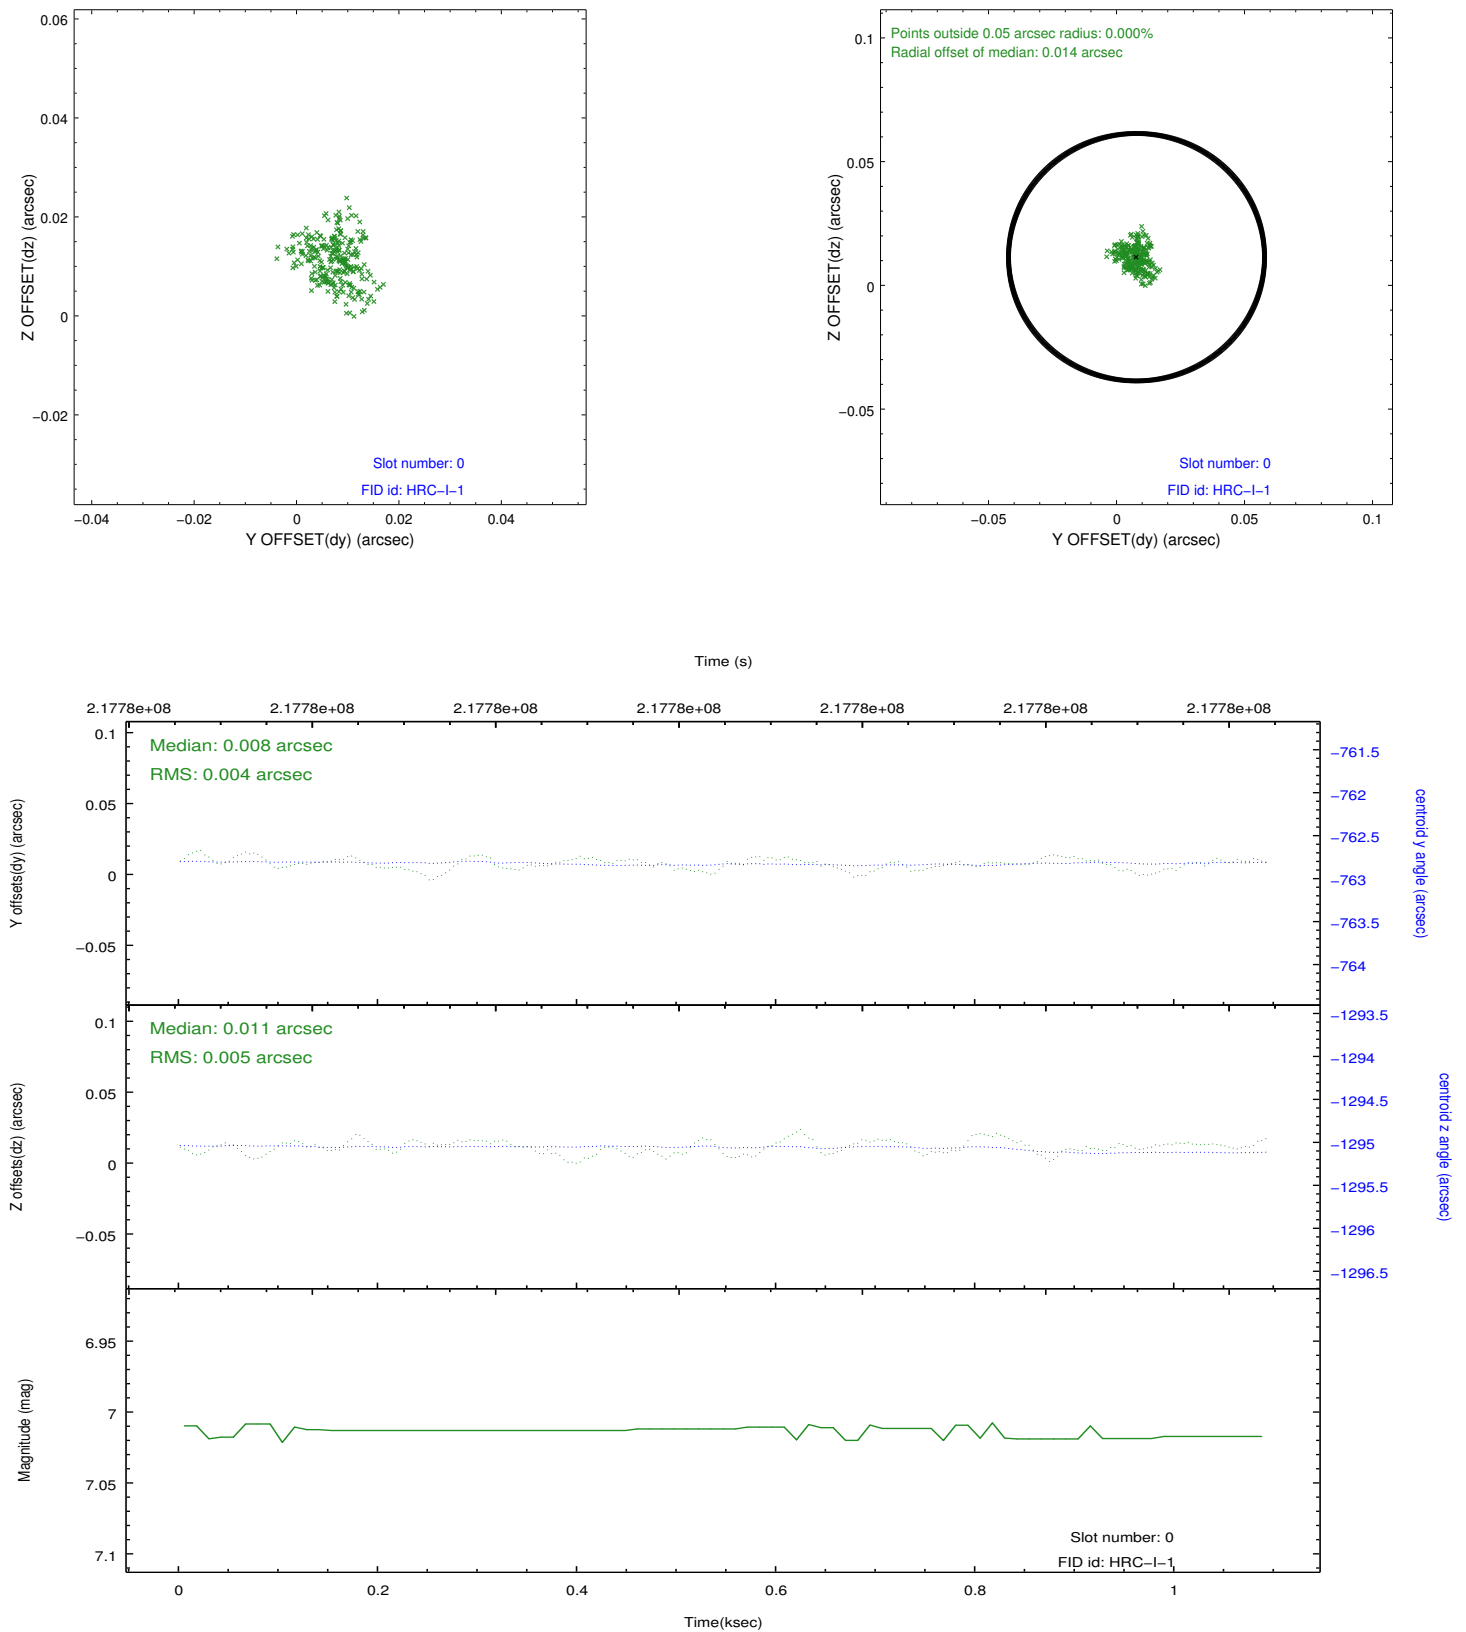 0.06
0.04
0.02
0
−0.02
Z OFFSET(dz) (arcsec)
Slot number: 0
FID id: HRC−I−1
−0.04
−0.02
0
0.02
0.04
Y OFFSET(dy) (arcsec)
Points outside 0.05 arcsec radius: 0.000%
Radial offset of median: 0.014 arcsec
0.1
0.05
0
−0.05
Z OFFSET(dz) (arcsec)
Slot number: 0
FID id: HRC−I−1
−0.05
0
0.05
0.1
Y OFFSET(dy) (arcsec)
Time (s)
2.1778e+08
2.1778e+08
2.1778e+08
2.1778e+08
2.1778e+08
2.1778e+08
2.1778e+08
Median: 0.008 arcsec
RMS: 0.004 arcsec
0.1
0.05
0
−0.05
Y offsets(dy) (arcsec)
−761.5
−762
−762.5
−763
−763.5
−764
centroid y angle (arcsec)
Median: 0.011 arcsec
RMS: 0.005 arcsec
0.1
0.05
0
−0.05
Z offsets(dz) (arcsec)
−1293.5
−1294
−1294.5
−1295
−1295.5
−1296
−1296.5
centroid z angle (arcsec)
6.95
7
7.05
7.1
Magnitude (mag)
Slot number: 0
FID id: HRC−I−1
0
0.2
0.4
0.6
0.8
1
Time(ksec)